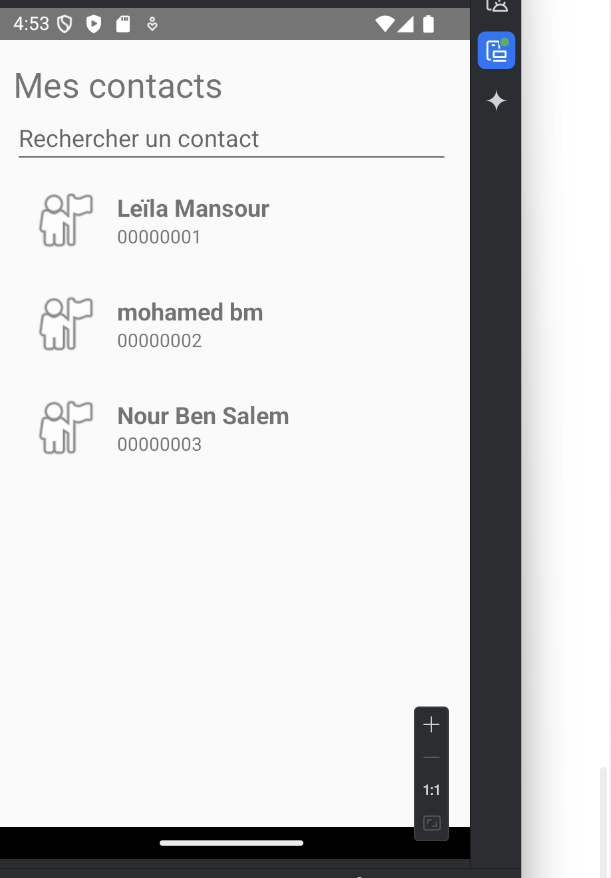 4:53
Mes contacts
Rechercher un contact
Leïla Mansour
00000001
mohamed bm
00000002
Nour Ben Salem
00000003
1:1